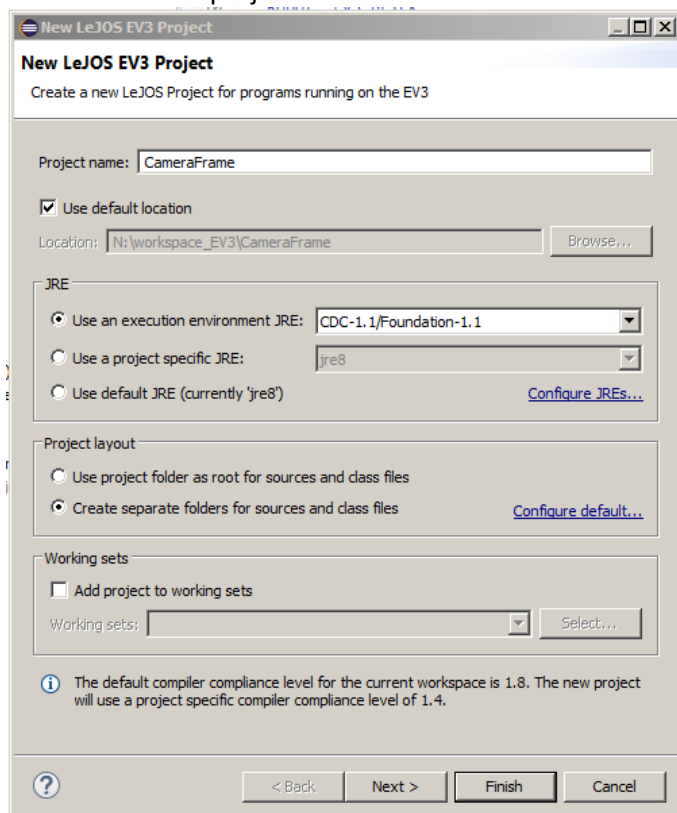 New LeJOS EV3 Project
New LeJOS EV3 Project
Create a new LeJOS Project for programs running on the EV3
Project name: CameraFrame
Use default location
Location: N:\workspace_EV3\CameraFrame Browse...
JRE
Use an execution environment JRE: CDC-1.1/Foundation-1.1
Use a project specific JRE: jre8
Use default JRE (currently 'jre8') Configure JREs...
Project layout
Use project folder as root for sources and class files
Create separate folders for sources and class files Configure default...
Working sets
Add project to working sets
Working sets: Select...
The default compiler compliance level for the current workspace is 1.8. The new project
will use a project specific compiler compliance level of 1.4.
? < Back Next > Finish Cancel